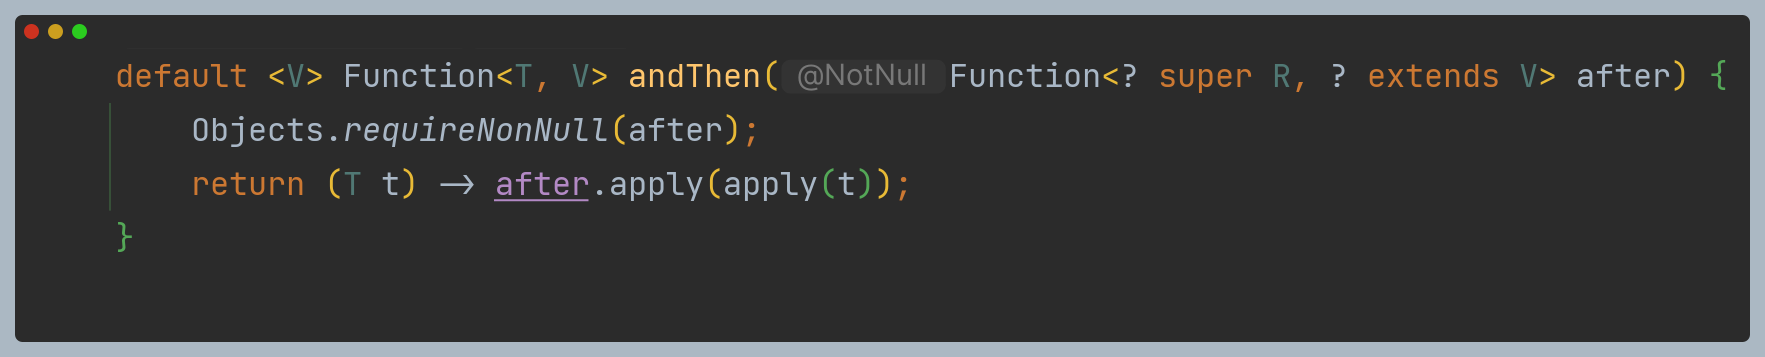 default <V> Function<T, V> andThen( @NotNull Function<? super R, ? extends V> after) {
Objects.requireNonNull(after);
return (T t) -> after.apply(apply(t));
}